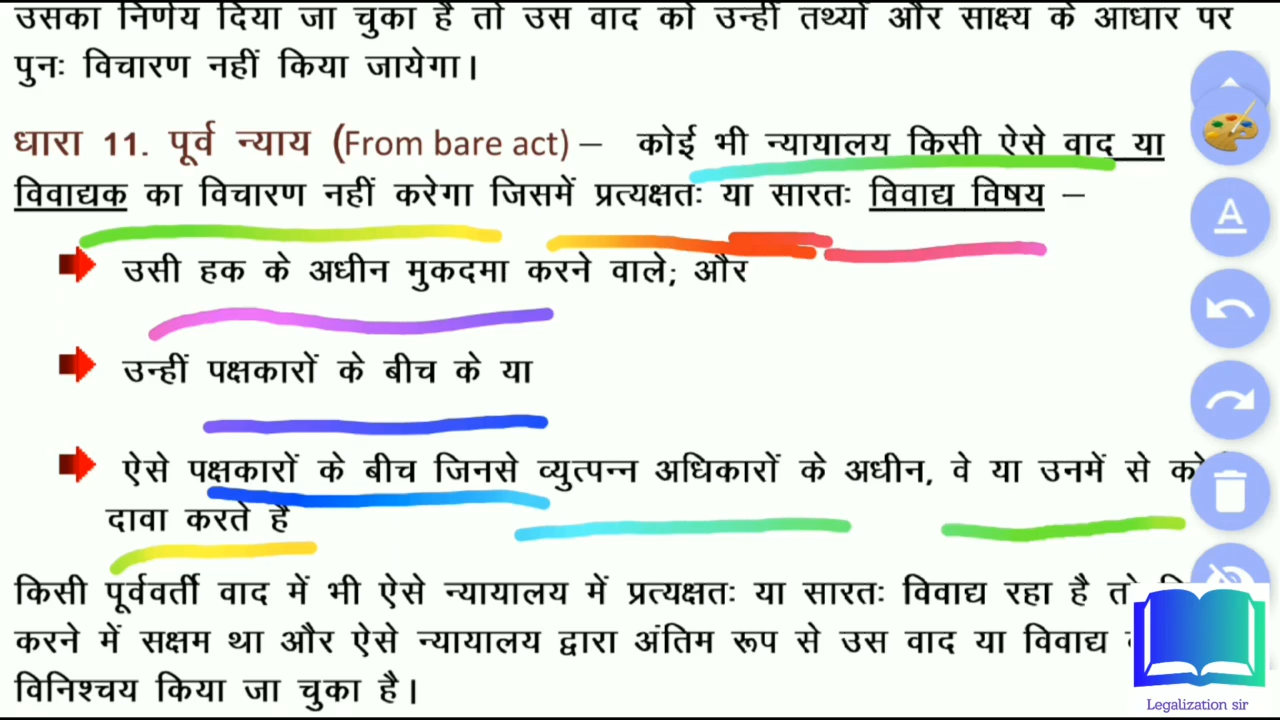 उसका निर्णय दिया जा चुका है तो उस वाद को उन्हीं तथ्यों और साक्ष्य के आधार पर
पुनः विचारण नहीं किया जायेगा।
धारा 11. पूर्व न्याय (From bare act) – कोई भी न्यायालय किसी ऐसे वाद या
विवाद्यक का विचारण नहीं करेगा जिसमें प्रत्यक्षतः या सारतः विवाद्य विषय –
उसी हक के अधीन मुकदमा करने वाले; और
उन्हीं पक्षकारों के बीच के या
ऐसे पक्षकारों के बीच जिनसे व्युत्पन्न अधिकारों के अधीन, वे या उनमें से
दावा करते हैं
किसी पूर्ववर्ती वाद में भी ऐसे न्यायालय में प्रत्यक्षतः या सारतः विवाद्य रहा है तो
करने में सक्षम था और ऐसे न्यायालय द्वारा अंतिम रूप से उस वाद या विवाद्य
विनिश्चय किया जा चुका है।
A
Legalization sir